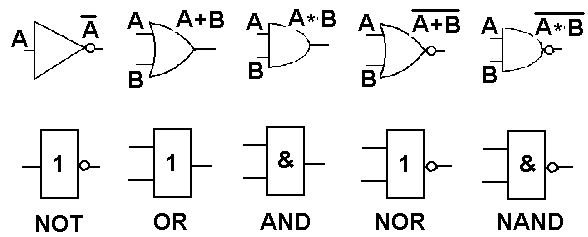 A A̅ A A+B B A A*·B B A A̅+̅B̅ B A A̅*̅·̅B̅ B
1 1 & 1 &
NOT OR AND NOR NAND